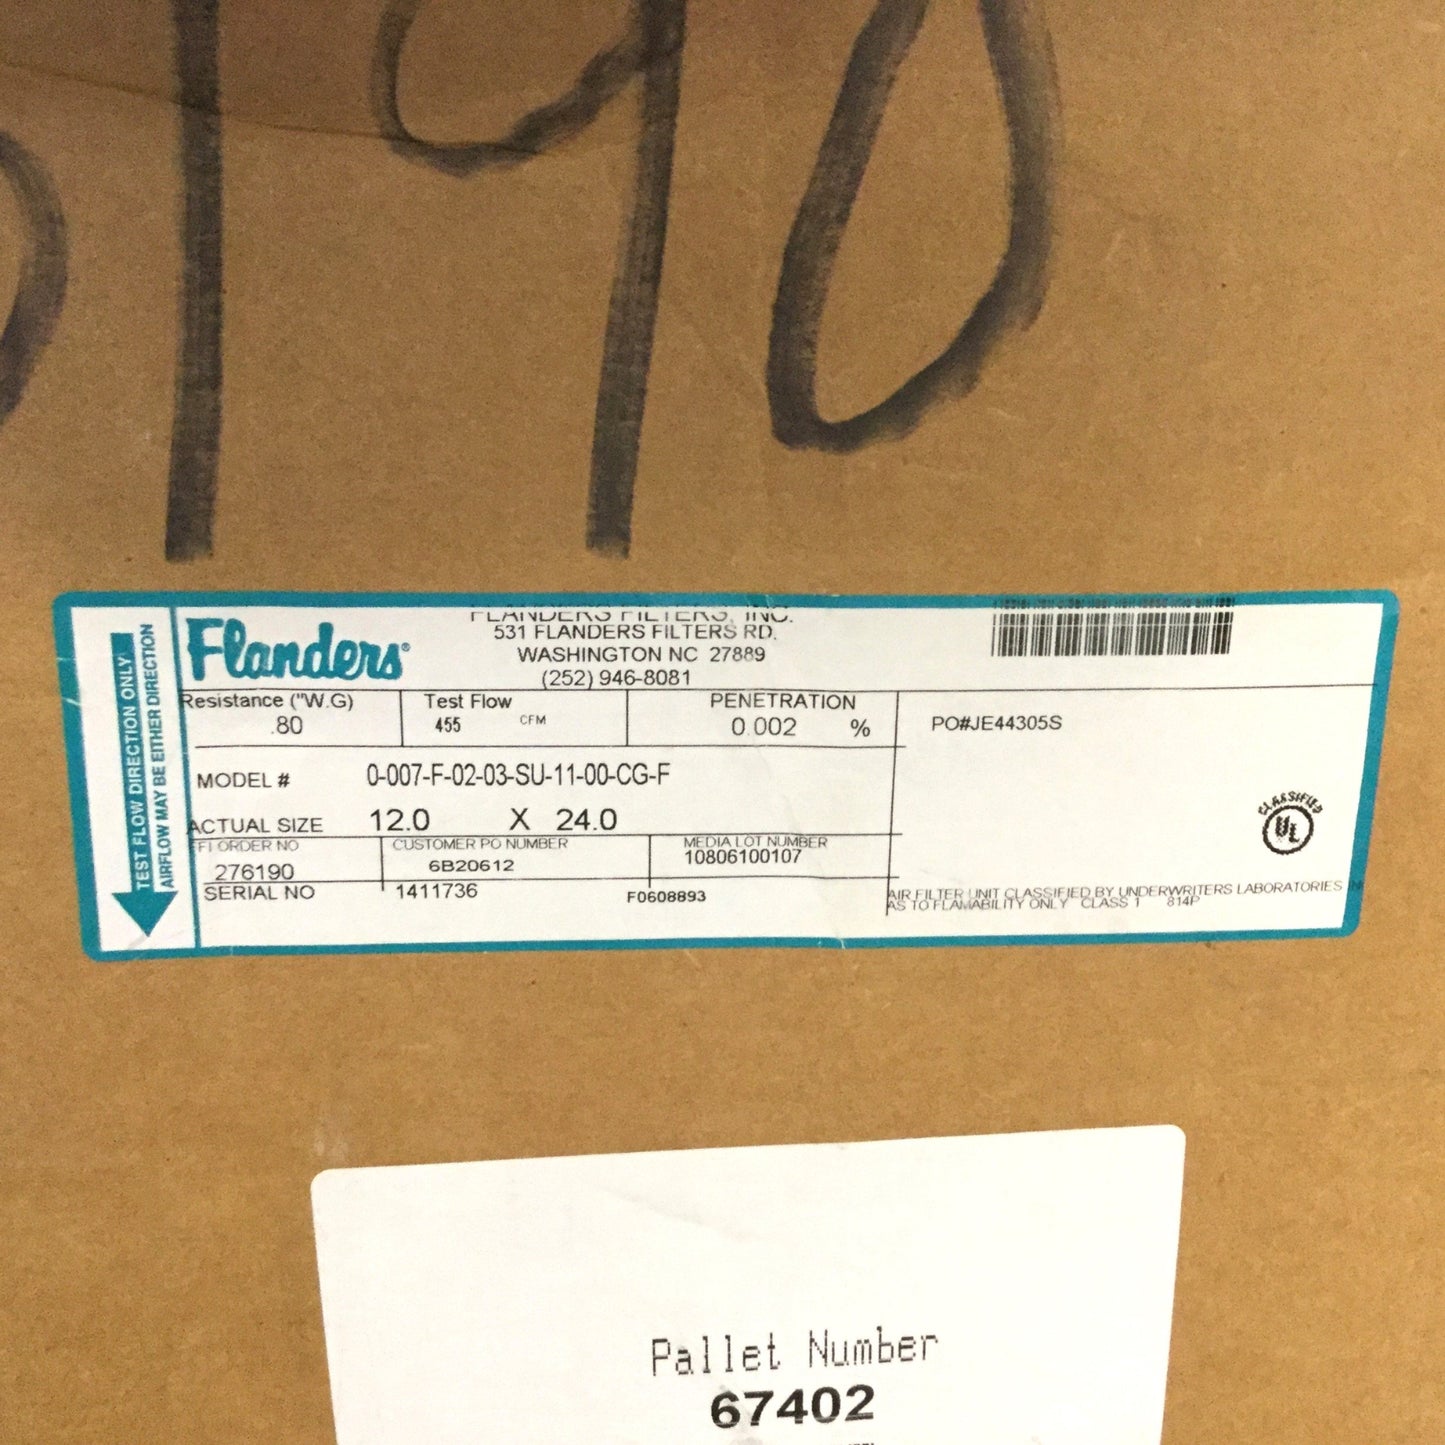 190
Flanders®
FLANDERS FILTERS, INC.
531 FLANDERS FILTERS RD.
WASHINGTON NC 27889
(252) 946-8081
TEST FLOW DIRECTION ONLY
AIRFLOW MAY BE EITHER DIRECTION
Resistance ("W.G) Test Flow PENETRATION
.80 455 CFM 0.002 %
PO#JE44305S
MODEL # 0-007-F-02-03-SU-11-00-CG-F
ACTUAL SIZE 12.0 X 24.0
FFI ORDER NO CUSTOMER PO NUMBER MEDIA LOT NUMBER
276190 6B20612 10806100107
SERIAL NO 1411736 F0608893
CLASSIFIED
UL
AIR FILTER UNIT CLASSIFIED BY UNDERWRITERS LABORATORIES
AS TO FLAMABILITY ONLY CLASS 1 814P
Pallet Number
67402